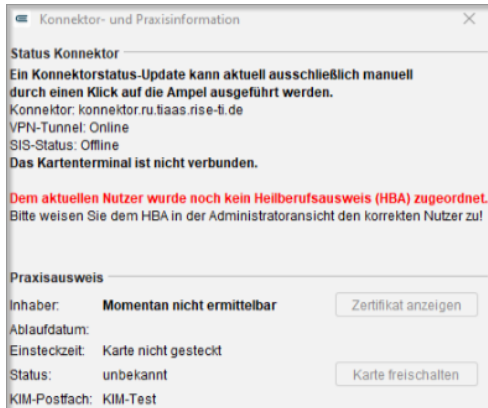 Konnektor- und Praxisinformation
Status Konnektor
Ein Konnektorstatus-Update kann aktuell ausschließlich manuell
durch einen Klick auf die Ampel ausgeführt werden.
Konnektor: konnektor.ru.tiaas.rise-ti.de
VPN-Tunnel: Online
SIS-Status: Offline
Das Kartenterminal ist nicht verbunden.
Dem aktuellen Nutzer wurde noch kein Heilberufsausweis (HBA) zugeordnet.
Bitte weisen Sie dem HBA in der Administratoransicht den korrekten Nutzer zu!
Praxisausweis
Inhaber: Momentan nicht ermittelbar Zertifikat anzeigen
Ablaufdatum:
Einsteckzeit: Karte nicht gesteckt
Status: unbekannt Karte freischalten
KIM-Postfach: KIM-Test